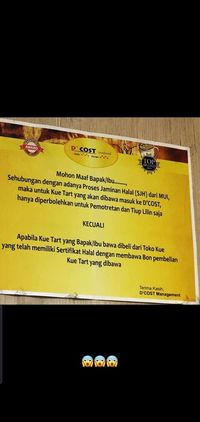 D'COST
Mohon Maaf Bapak/Ibu........
Sehubungan dengan adanya Proses Jaminan Halal (SJH) dari MUI,
maka untuk Kue Tart yang akan dibawa masuk ke D'COST,
hanya diperbolehkan untuk Pemotretan dan Tiup Lilin saja
KECUALI
Apabila Kue Tart yang Bapak/Ibu bawa dibeli dari Toko Kue
yang telah memiliki Sertifikat Halal dengan membawa Bon pembelian
Kue Tart yang dibawa
Terima Kasih,
D'COST Management
😱😱😱